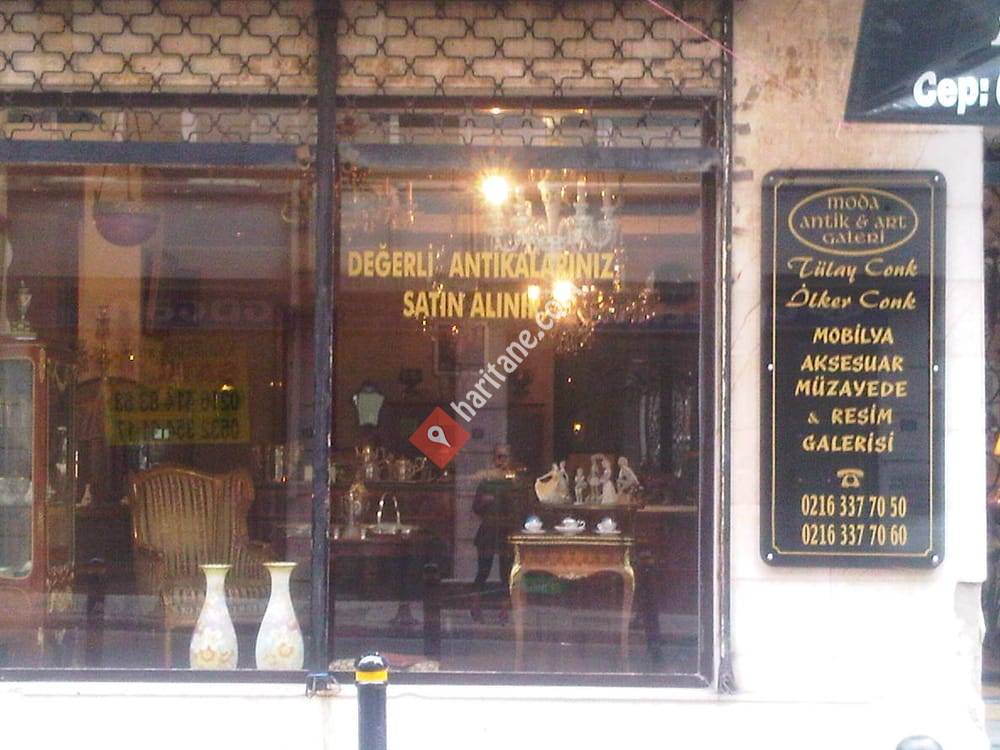 Cep:
DEĞERLİ ANTİKALARINIZ
SATIN ALINIR
moda
antik & art
galeri
Tülay Conk
İlker Conk
MOBİLYA
AKSESUAR
MÜZAYEDE
& RESİM
GALERİSİ
0216 337 70 50
0216 337 70 60
haritane.com